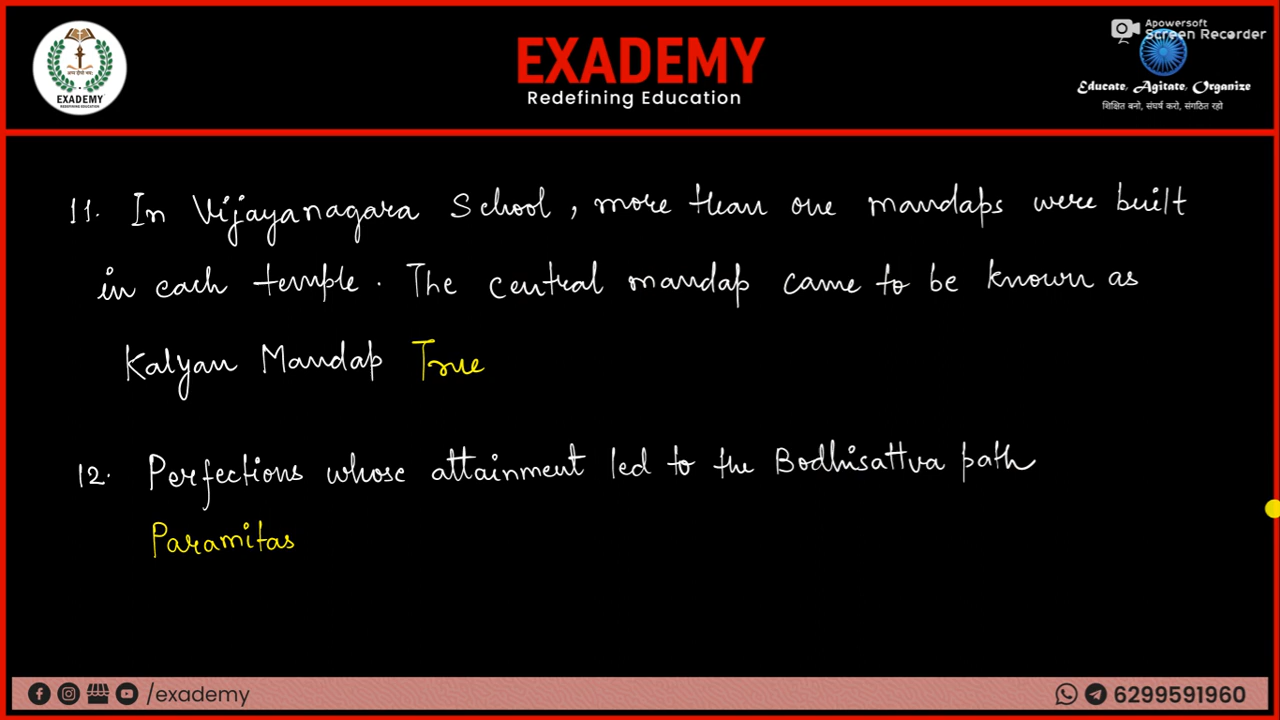 EXADEMY
Redefining Education
EXADEMY
REDEFINING EDUCATION
Apowersoft
Screen Recorder
Educate, Agitate, Organize
शिक्षित बनो, संघर्ष करो, संगठित रहो
11. In Vijayanagara School, more than one mandaps were built
in each temple. The central mandap came to be known as
Kalyan Mandap True
12. Perfections whose attainment led to the Bodhisattva path
Paramitas
/exademy
6299591960